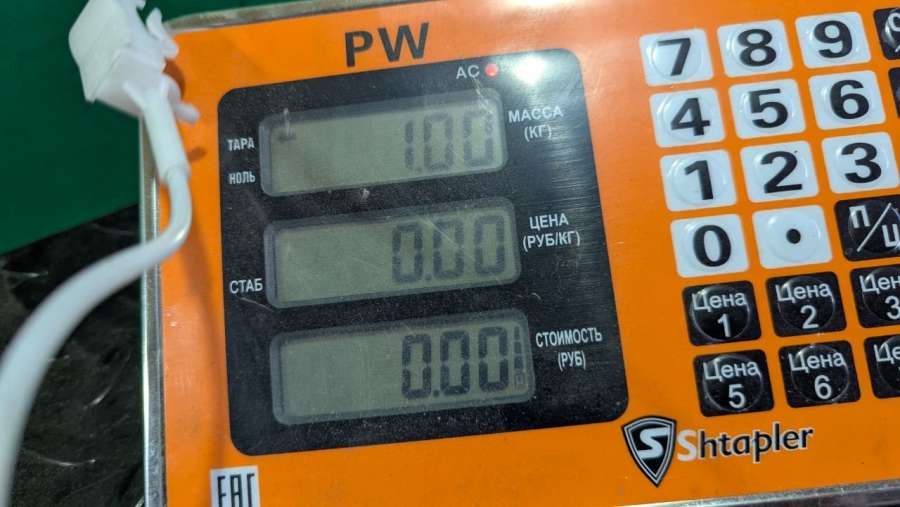 PW
AC
ТАРА
НОЛЬ
1.00
МАССА
(КГ)
СТАБ
0.00
ЦЕНА
(РУБ/КГ)
0.00
СТОИМОСТЬ
(РУБ)
7 8 9
4 5 6
1 2 3
0 • П/Ц
Цена 1
Цена 2
Цена 5
Цена 6
S Shtapler
EAC